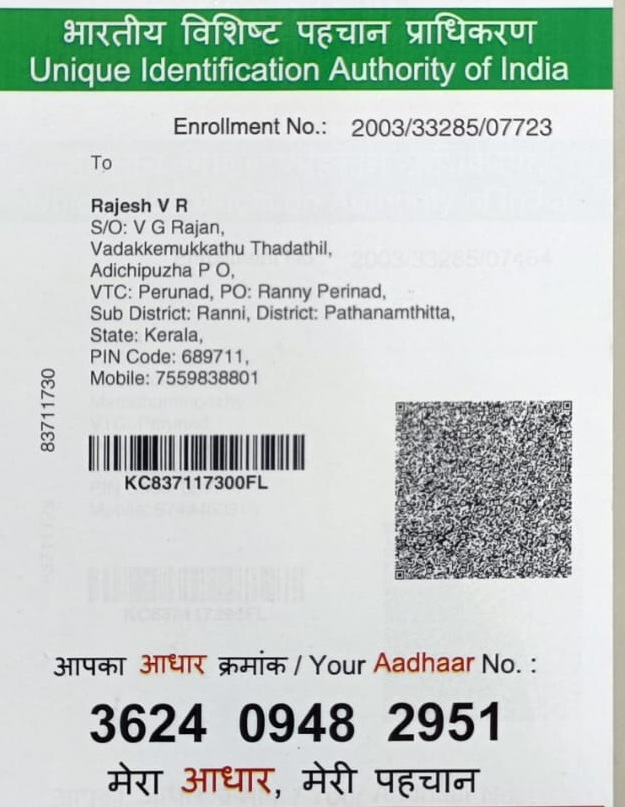 भारतीय विशिष्ट पहचान प्राधिकरण
Unique Identification Authority of India
Enrollment No.: 2003/33285/07723
To
Rajesh V R
S/O: V G Rajan,
Vadakkemukkathu Thadathil,
Adichipuzha P O,
VTC: Perunad, PO: Ranny Perinad,
Sub District: Ranni, District: Pathanamthitta,
State: Kerala,
PIN Code: 689711,
Mobile: 7559838801
83711730
KC837117300FL
आपका आधार क्रमांक / Your Aadhaar No. :
3624 0948 2951
मेरा आधार, मेरी पहचान